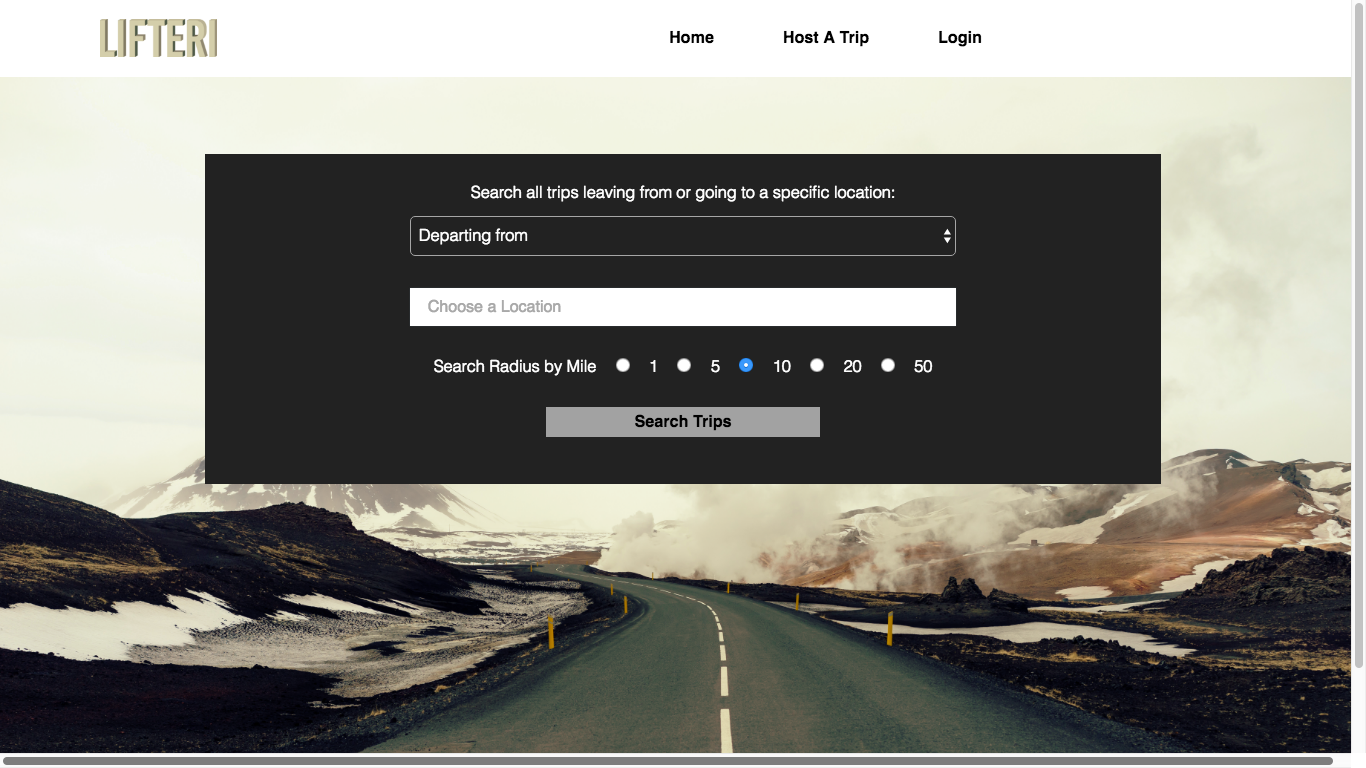 LIFTERI
Home Host A Trip Login
Search all trips leaving from or going to a specific location:
Departing from
Choose a Location
Search Radius by Mile 1 5 10 20 50
Search Trips